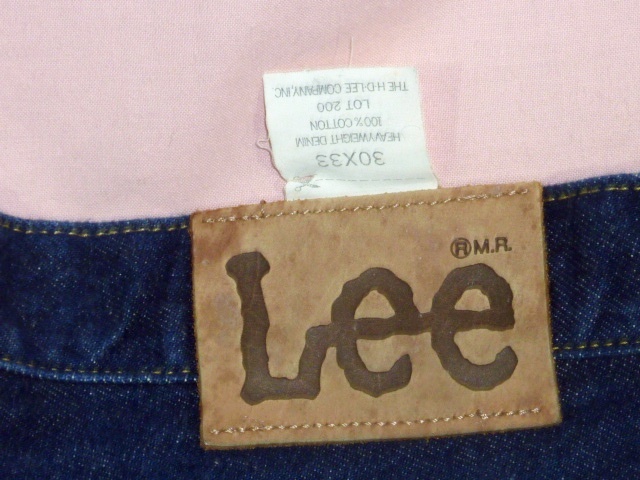 THE H·D·LEE COMPANY, INC.
LOT 200
100% COTTON
HEAVYWEIGHT DENIM
30X33
® M.R.
Lee